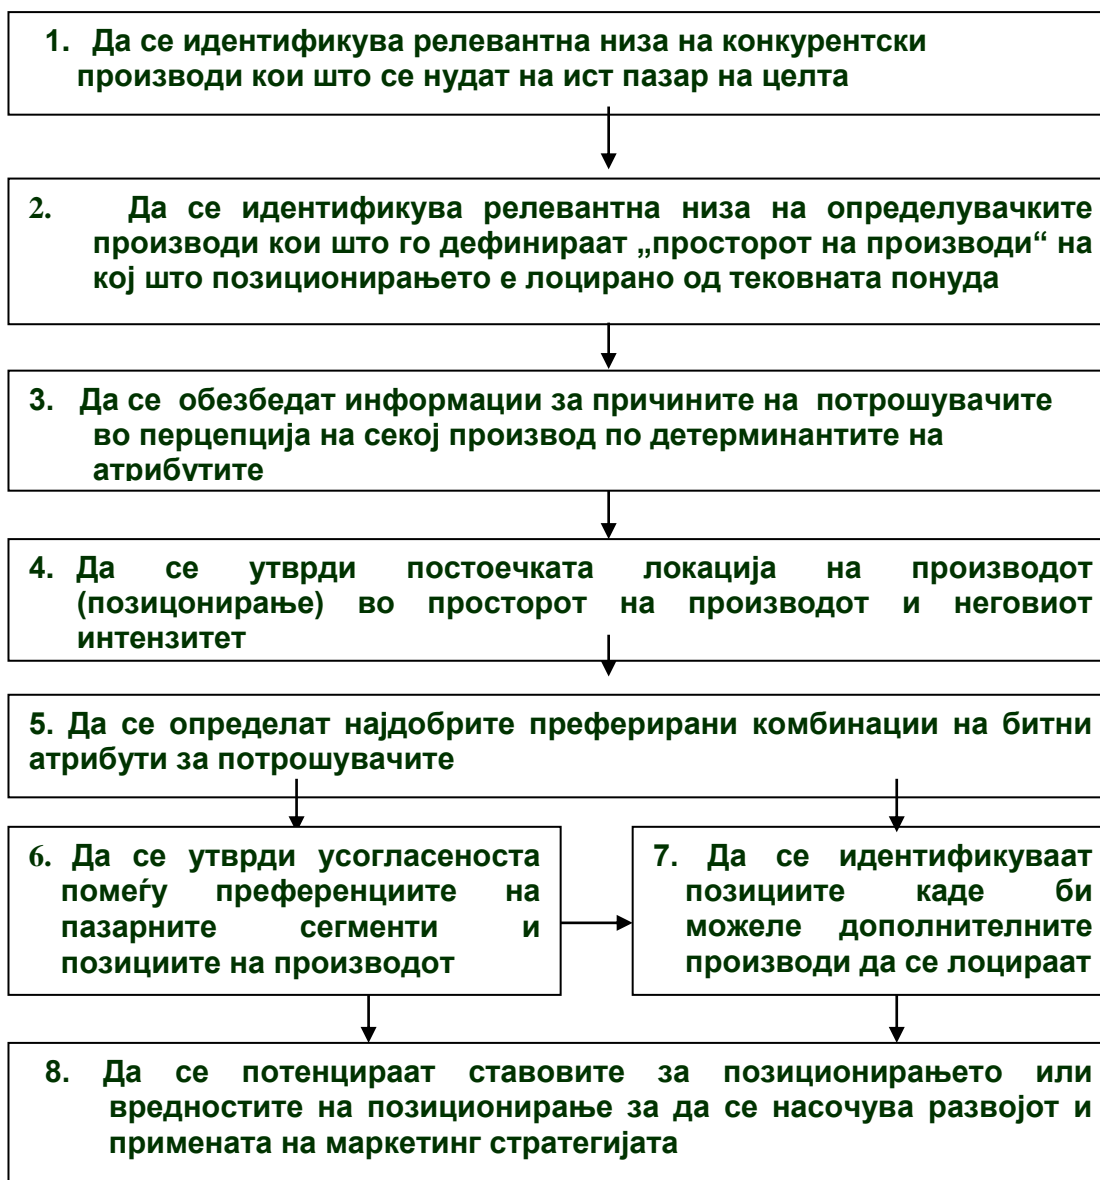 1. Да се идентификува релевантна низа на конкурентски
производи кои што се нудат на ист пазар на целта
2. Да се идентификува релевантна низа на определувачките
производи кои што го дефинираат „просторот на производи“ на
кој што позиционирањето е лоцирано од тековната понуда
3. Да се обезбедат информации за причините на потрошувачите
во перцепција на секој производ по детерминантите на
атрибутите
4. Да се утврди постоечката локација на производот
(позицонирање) во просторот на производот и неговиот
интензитет
5. Да се определат најдобрите преферирани комбинации на битни
атрибути за потрошувачите
6. Да се утврди усогласеноста
помеѓу преференциите на
пазарните сегменти и
позициите на производот
7. Да се идентификуваат
позициите каде би
можеле дополнителните
производи да се лоцираат
8. Да се потенцираат ставовите за позиционирањето или
вредностите на позиционирање за да се насочува развојот и
примената на маркетинг стратегијата